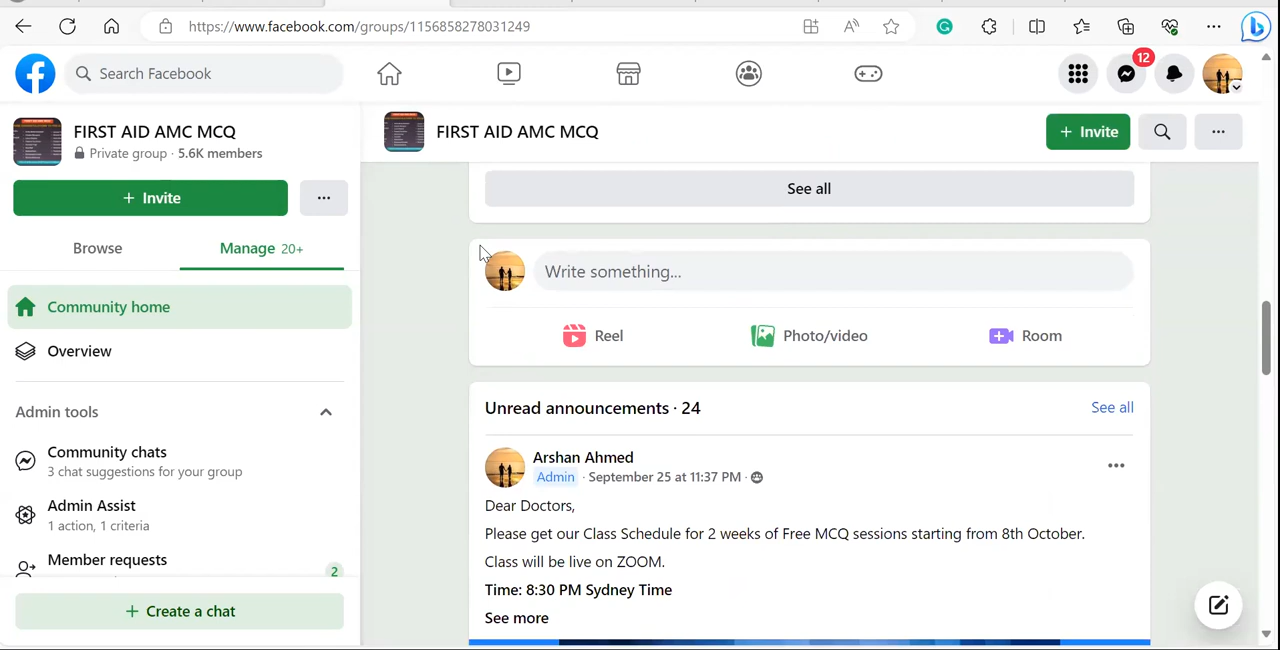 https://www.facebook.com/groups/1156858278031249
Search Facebook
12
FIRST AID AMC MCQ
Private group · 5.6K members
+ Invite
Browse
Manage 20+
Community home
Overview
Admin tools
Community chats
3 chat suggestions for your group
Admin Assist
1 action, 1 criteria
Member requests
2
+ Create a chat
FIRST AID AMC MCQ
+ Invite
See all
Write something...
Reel
Photo/video
Room
Unread announcements · 24
See all
Arshan Ahmed
Admin · September 25 at 11:37 PM ·
Dear Doctors,
Please get our Class Schedule for 2 weeks of Free MCQ sessions starting from 8th October.
Class will be live on ZOOM.
Time: 8:30 PM Sydney Time
See more